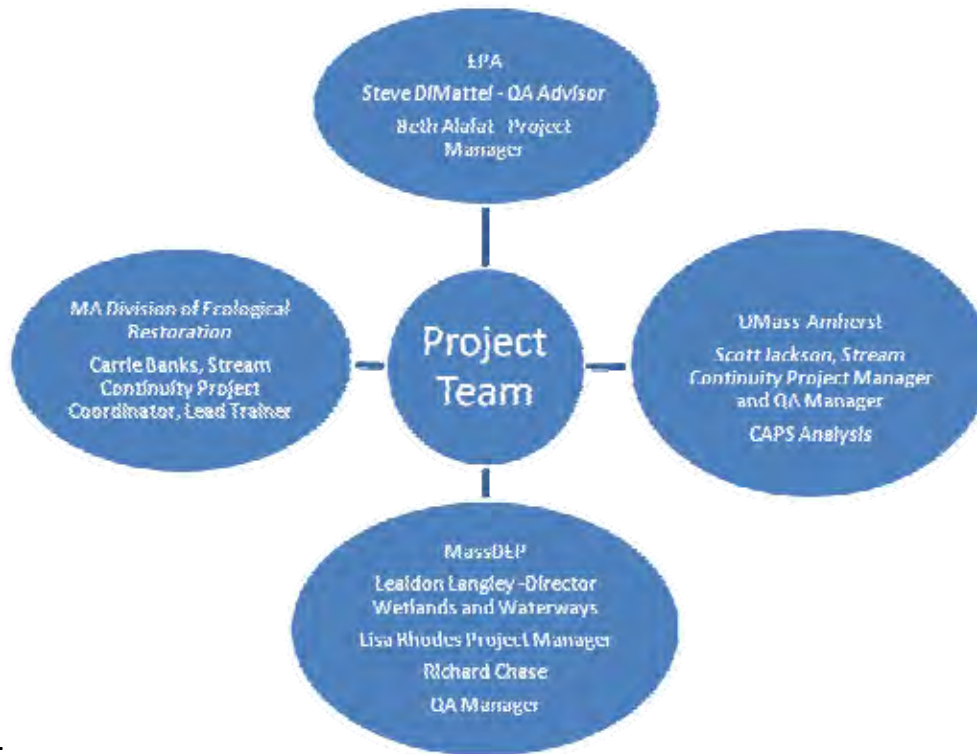 EPA
Steve DiMattei - QA Advisor
Beth Alafat - Project
Manager
MA Division of Ecological
Restoration
Carrie Banks, Stream
Continuity Project
Coordinator, Lead Trainer
Project
Team
UMass Amherst
Scott Jackson, Stream
Continuity Project Manager
and QA Manager
CAPS Analysis
MassDEP
Lealdon Langley -Director
Wetlands and Waterways
Lisa Rhodes Project Manager
Richard Chase
QA Manager